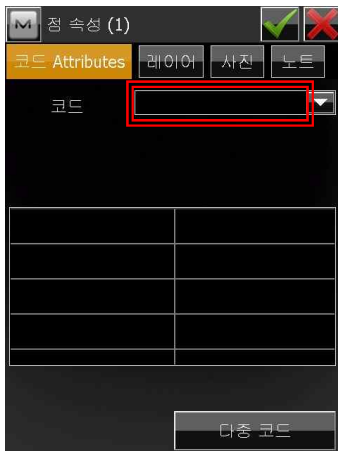 M 점 속성 (1)
코드 Attributes 레이어 사진 노트
코드
다중 코드